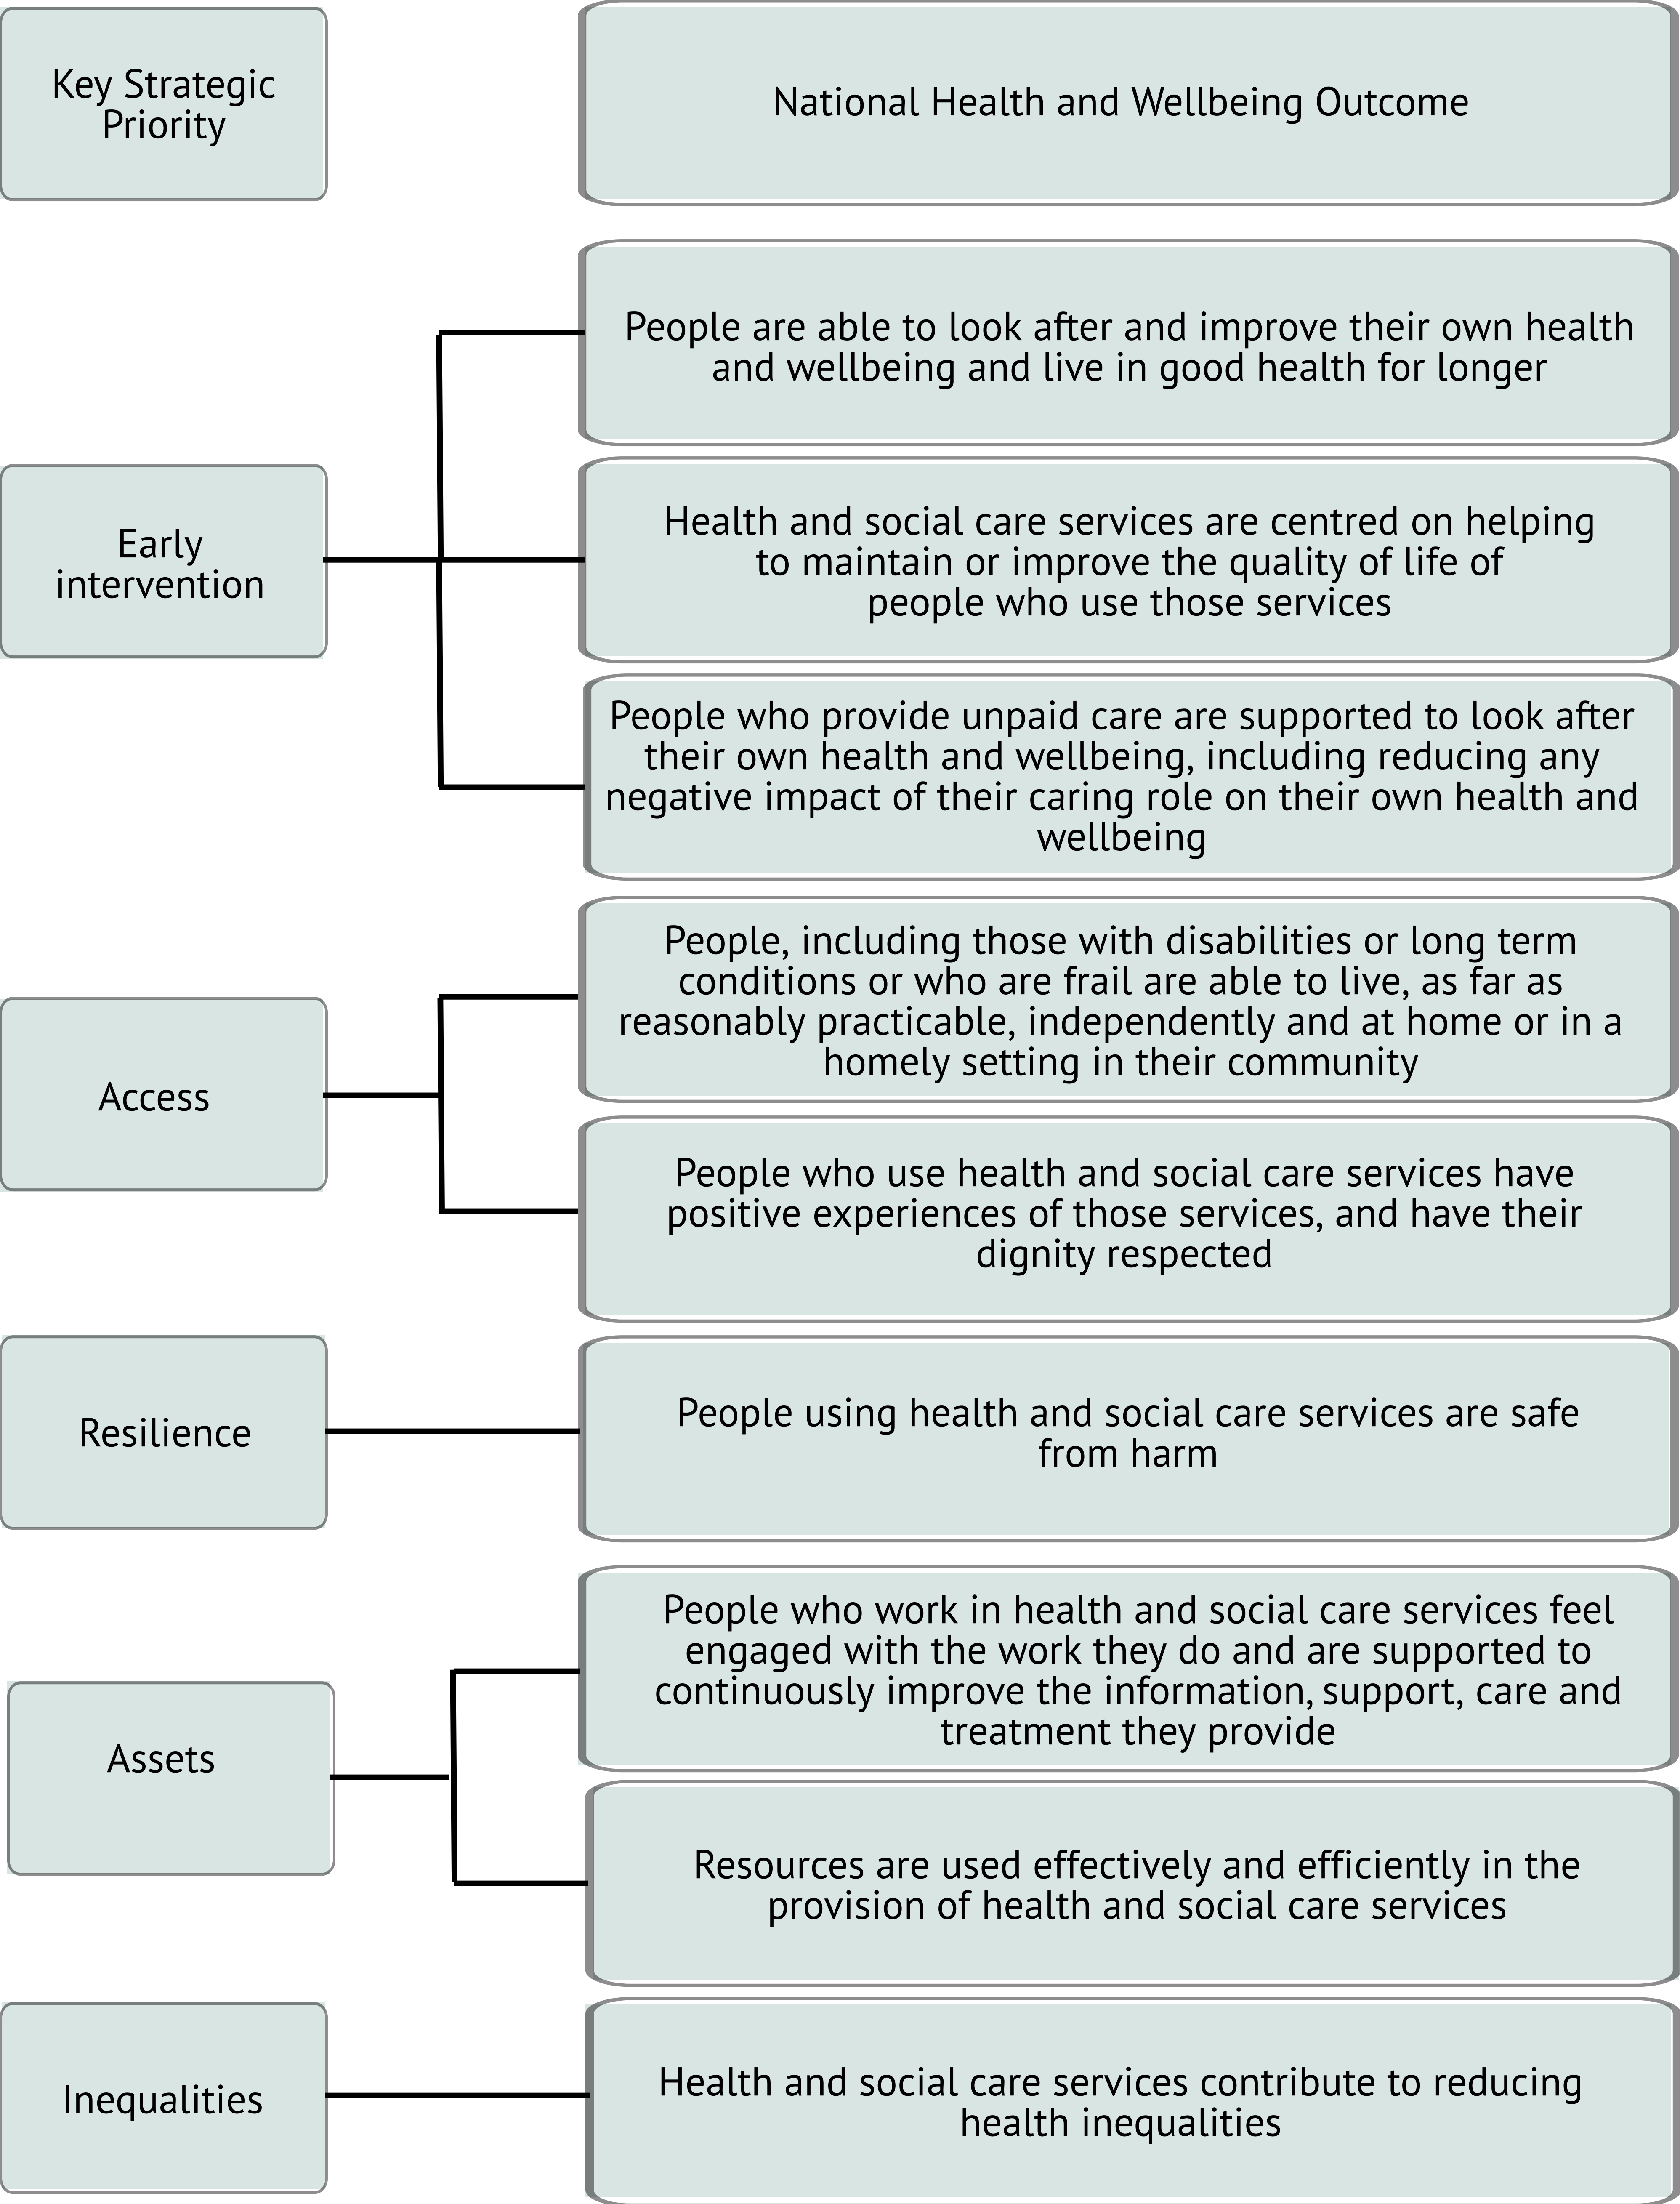 Key Strategic
Priority
National Health and Wellbeing Outcome
Early
intervention
People are able to look after and improve their own health
and wellbeing and live in good health for longer
Health and social care services are centred on helping
to maintain or improve the quality of life of
people who use those services
People who provide unpaid care are supported to look after
their own health and wellbeing, including reducing any
negative impact of their caring role on their own health and
wellbeing
Access
People, including those with disabilities or long term
conditions or who are frail are able to live, as far as
reasonably practicable, independently and at home or in a
homely setting in their community
People who use health and social care services have
positive experiences of those services, and have their
dignity respected
Resilience
People using health and social care services are safe
from harm
Assets
People who work in health and social care services feel
engaged with the work they do and are supported to
continuously improve the information, support, care and
treatment they provide
Resources are used effectively and efficiently in the
provision of health and social care services
Inequalities
Health and social care services contribute to reducing
health inequalities